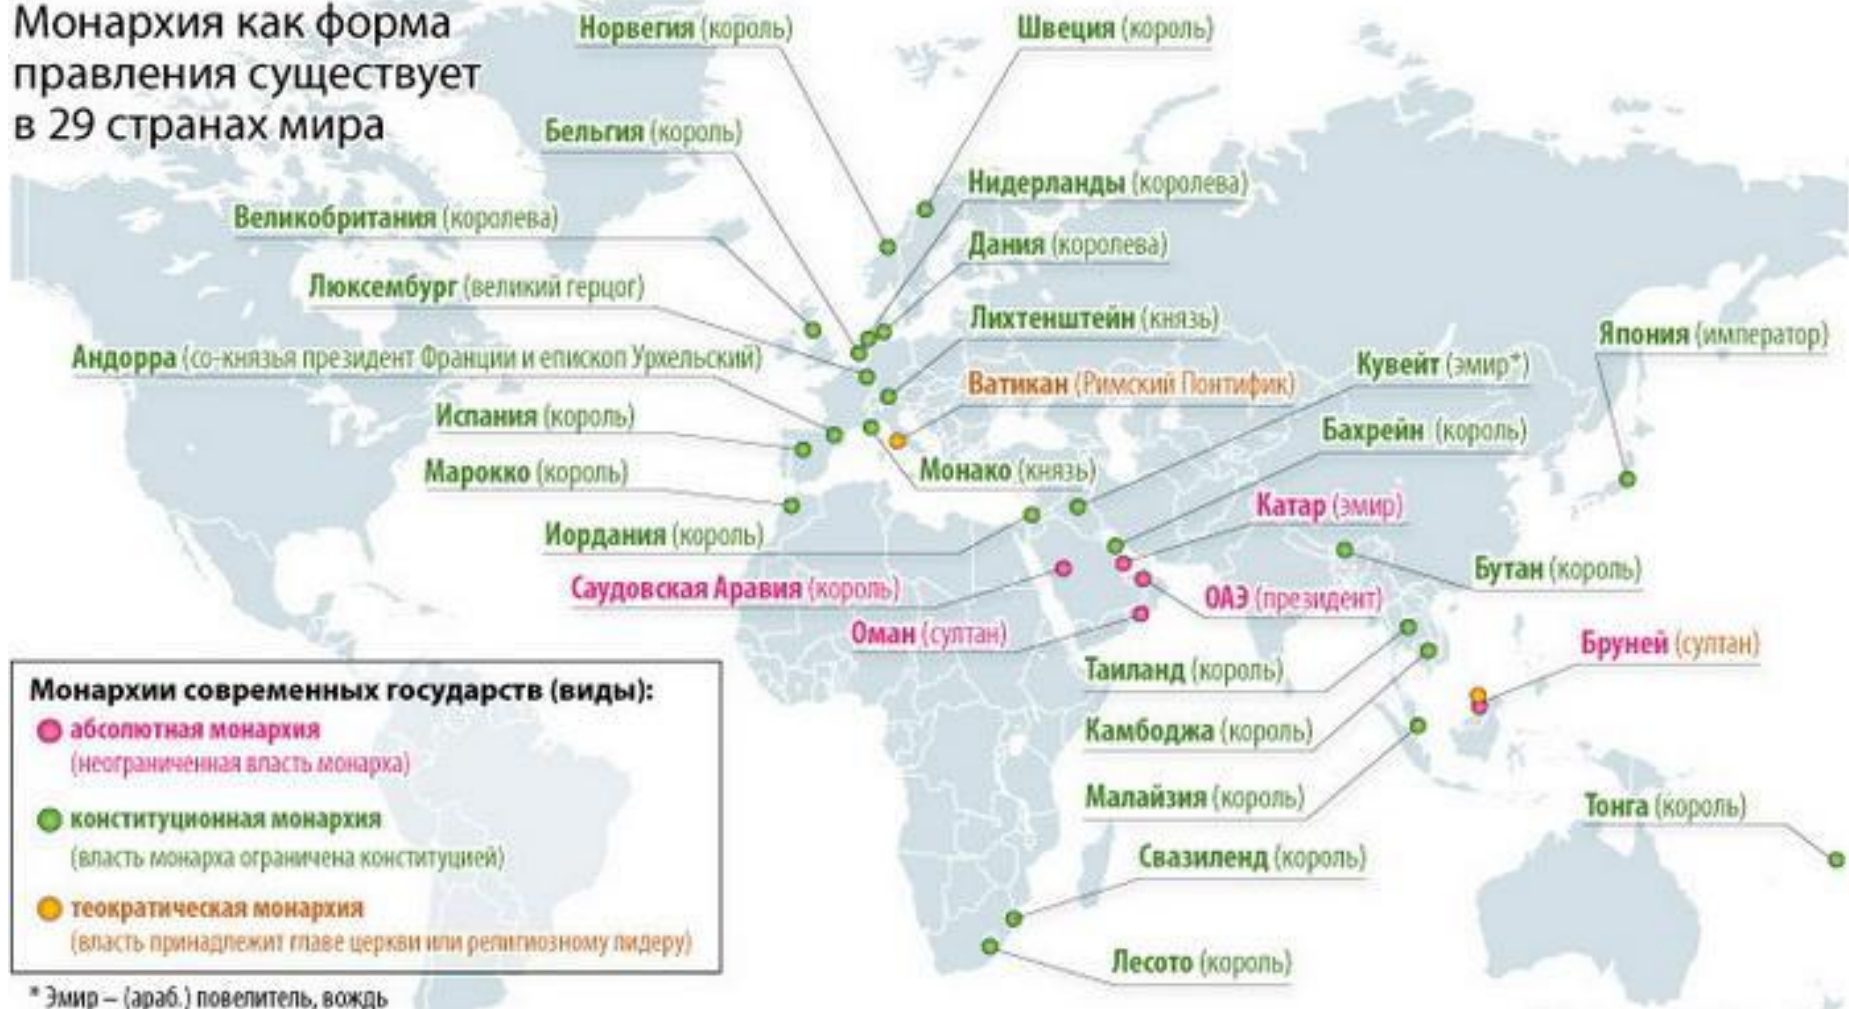 Монархия как форма
правления существует
в 29 странах мира
Норвегия (король)
Швеция (король)
Бельгия (король)
Нидерланды (королева)
Великобритания (королева)
Дания (королева)
Люксембург (великий герцог)
Лихтенштейн (князь)
Япония (император)
Андорра (со-князья президент Франции и епископ Урхельский)
Кувейт (эмир*)
Ватикан (Римский Понтифик)
Испания (король)
Бахрейн (король)
Марокко (король)
Монако (князь)
Катар (эмир)
Иордания (король)
Бутан (король)
Саудовская Аравия (король)
ОАЭ (президент)
Оман (султан)
Бруней (султан)
Таиланд (король)
Камбоджа (король)
Малайзия (король)
Тонга (король)
Свазиленд (король)
Лесото (король)
Монархии современных государств (виды):
абсолютная монархия
(неограниченная власть монарха)
конституционная монархия
(власть монарха ограничена конституцией)
теократическая монархия
(власть принадлежит главе церкви или религиозному лидеру)
* Эмир – (араб.) повелитель, вождь